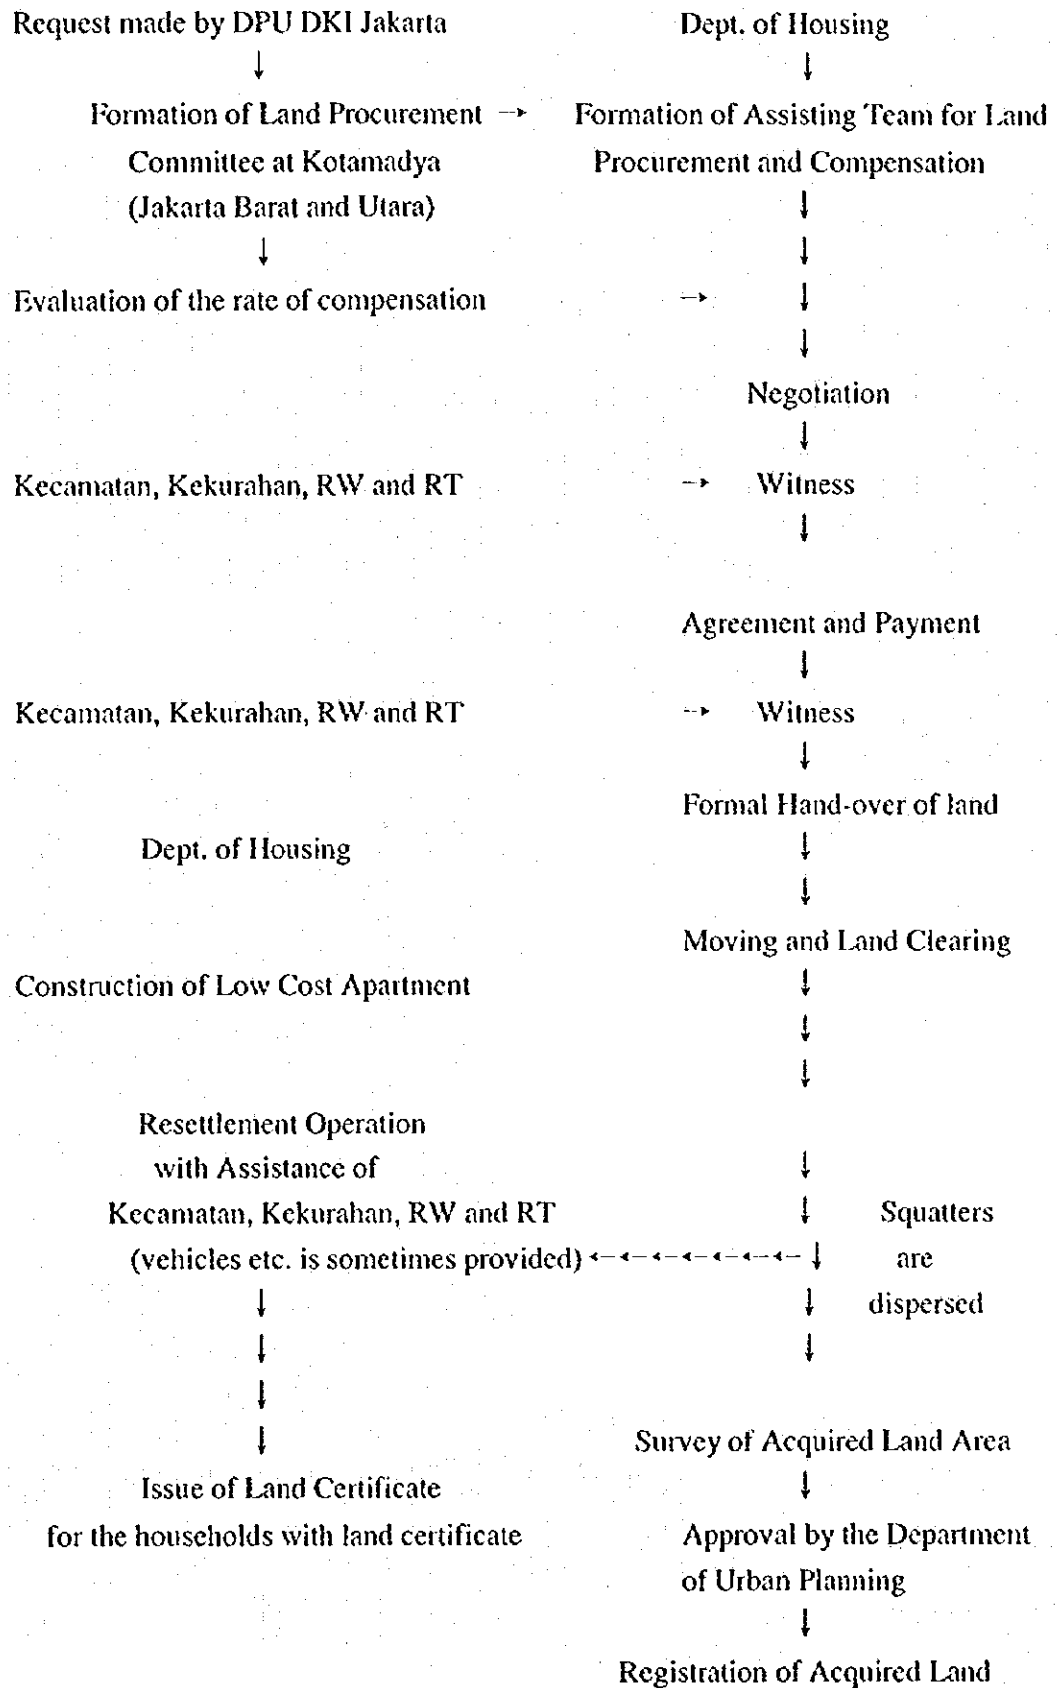 Request made by DPU DKI Jakarta
Dept. of Housing
↓ ↓
Formation of Land Procurement → Formation of Assisting Team for Land
Committee at Kotamadya Procurement and Compensation
(Jakarta Barat and Utara) ↓
↓ ↓
Evaluation of the rate of compensation → ↓
↓
Negotiation
↓
Kecamatan, Kekurahan, RW and RT → Witness
↓
Agreement and Payment
↓
Kecamatan, Kekurahan, RW and RT → Witness
↓
Formal Hand-over of land
Dept. of Housing ↓
↓
Moving and Land Clearing
Construction of Low Cost Apartment ↓
↓
↓
Resettlement Operation
with Assistance of ↓
Kecamatan, Kekurahan, RW and RT ↓ Squatters
(vehicles etc. is sometimes provided) ←←←←←←← ↓ are
↓ ↓ dispersed
↓ ↓
↓
↓ Survey of Acquired Land Area
Issue of Land Certificate ↓
for the households with land certificate Approval by the Department
of Urban Planning
↓
Registration of Acquired Land